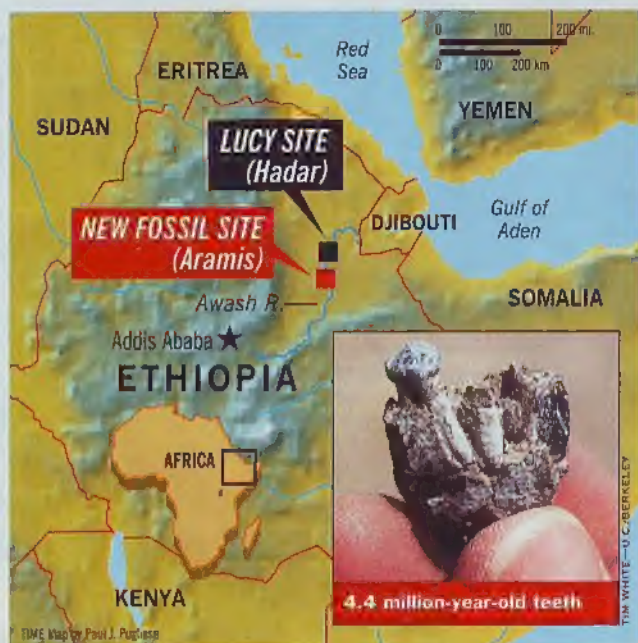 0 100 200 mi.
0 100 200 km
Red
Sea
ERITREA
SUDAN
YEMEN
LUCY SITE
(Hadar)
DJIBOUTI
Gulf of
Aden
NEW FOSSIL SITE
(Aramis)
Awash R.
SOMALIA
Addis Ababa
ETHIOPIA
AFRICA
KENYA
4.4 million-year-old teeth
TIM WHITE—U.C. BERKELEY
TIME Map by Paul J. Pugliese